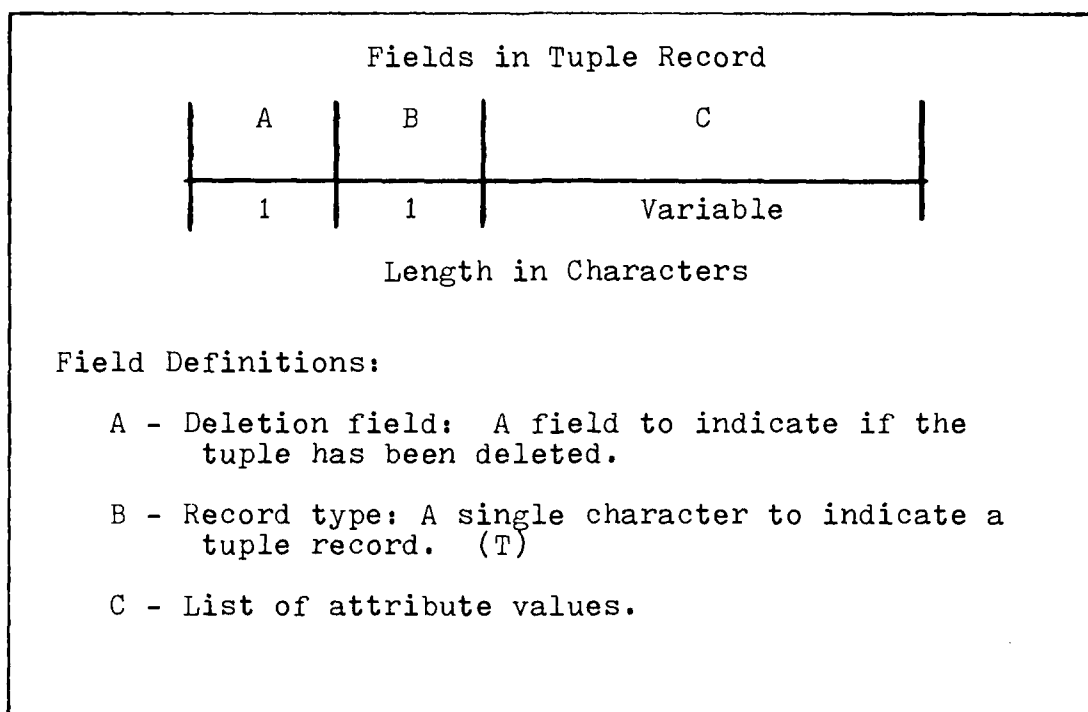 Fields in Tuple Record
A B C
1 1 Variable
Length in Characters
Field Definitions:
A - Deletion field: A field to indicate if the
tuple has been deleted.
B - Record type: A single character to indicate a
tuple record. (T)
C - List of attribute values.